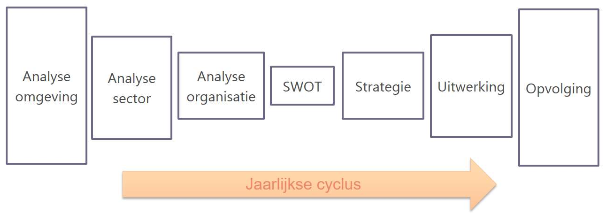 Analyse
omgeving
Analyse
sector
Analyse
organisatie
SWOT
Strategie
Uitwerking
Opvolging
Jaarlijkse cyclus